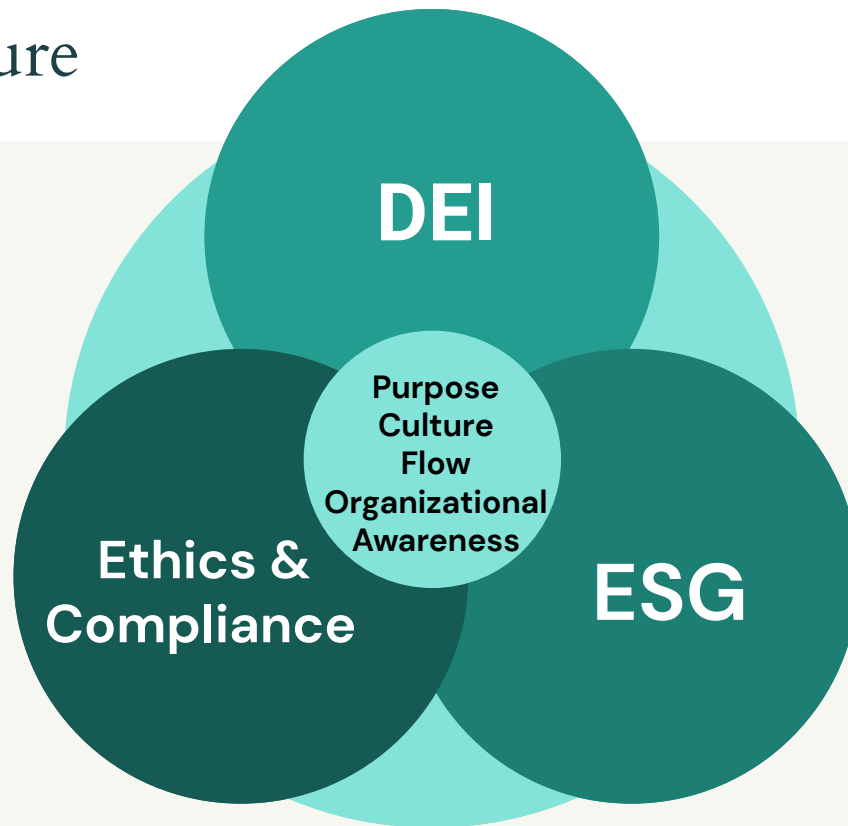 ure
DEI
Purpose
Culture
Flow
Organizational
Awareness
Ethics &
Compliance
ESG